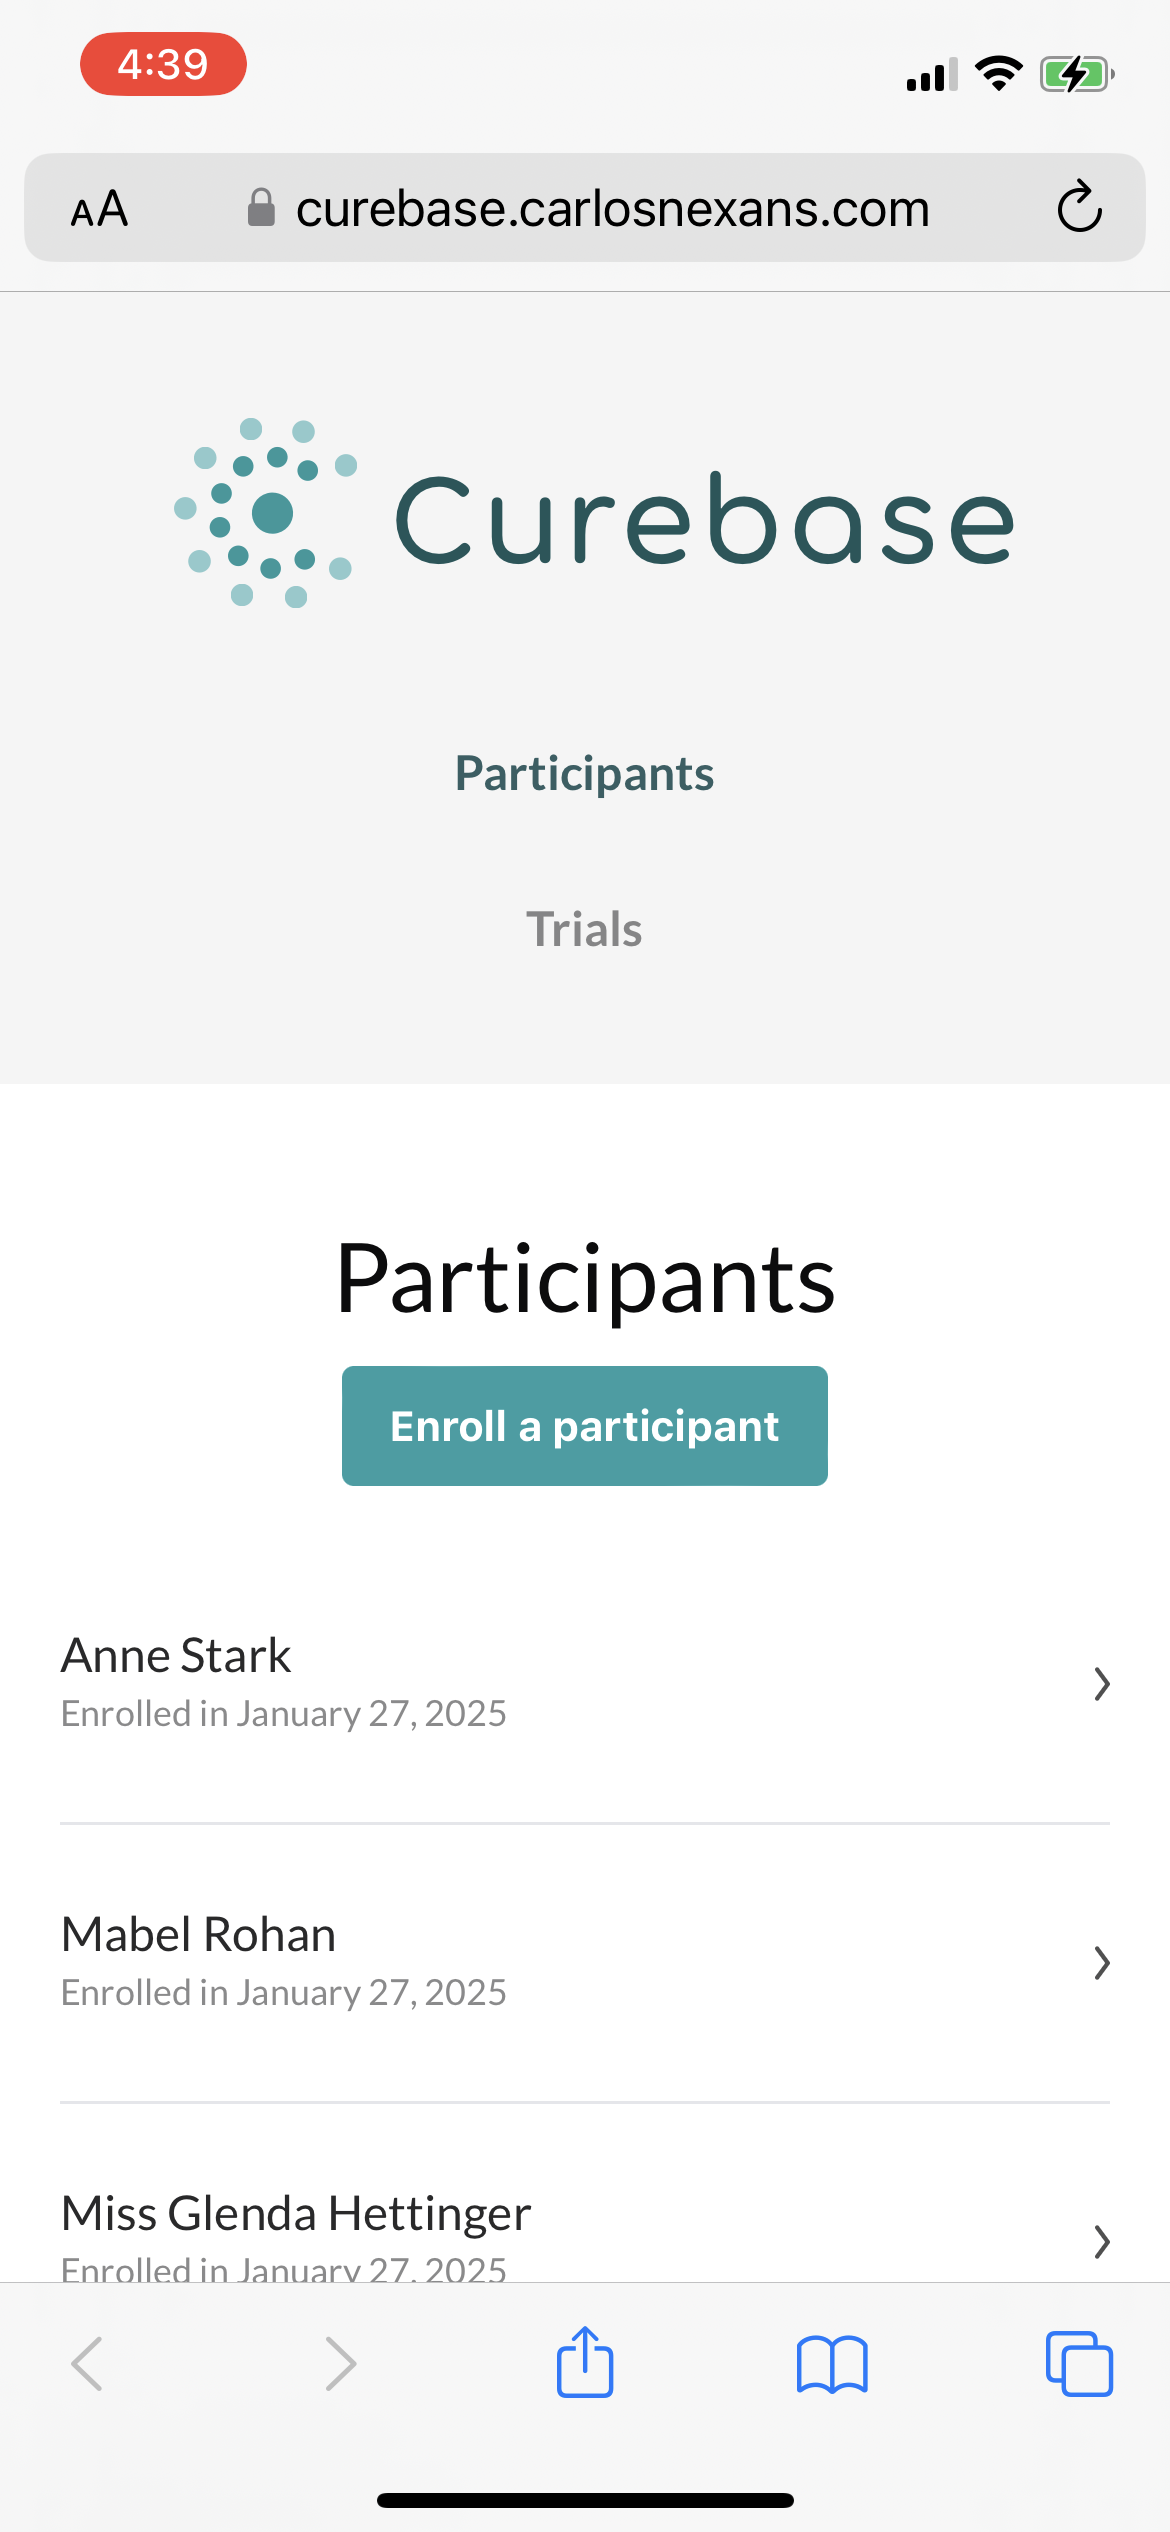 4:39
AA
curebase.carlosnexans.com
Curebase
Participants
Trials
Participants
Enroll a participant
Anne Stark
Enrolled in January 27, 2025
Mabel Rohan
Enrolled in January 27, 2025
Miss Glenda Hettinger
Enrolled in January 27, 2025